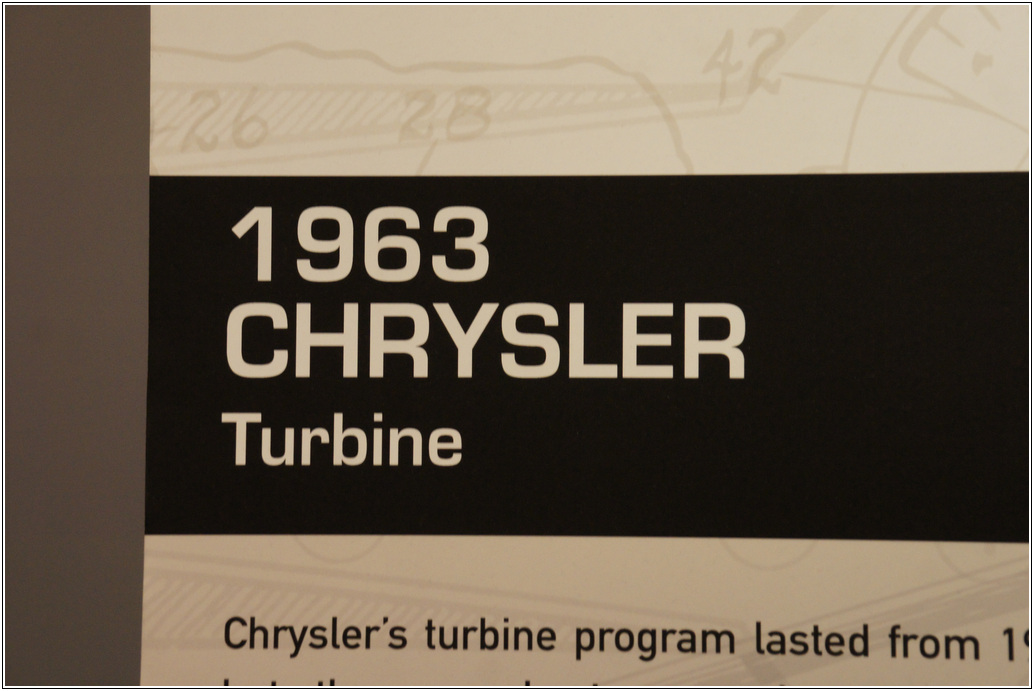 26 28 42
1963
CHRYSLER
Turbine
Chrysler's turbine program lasted from